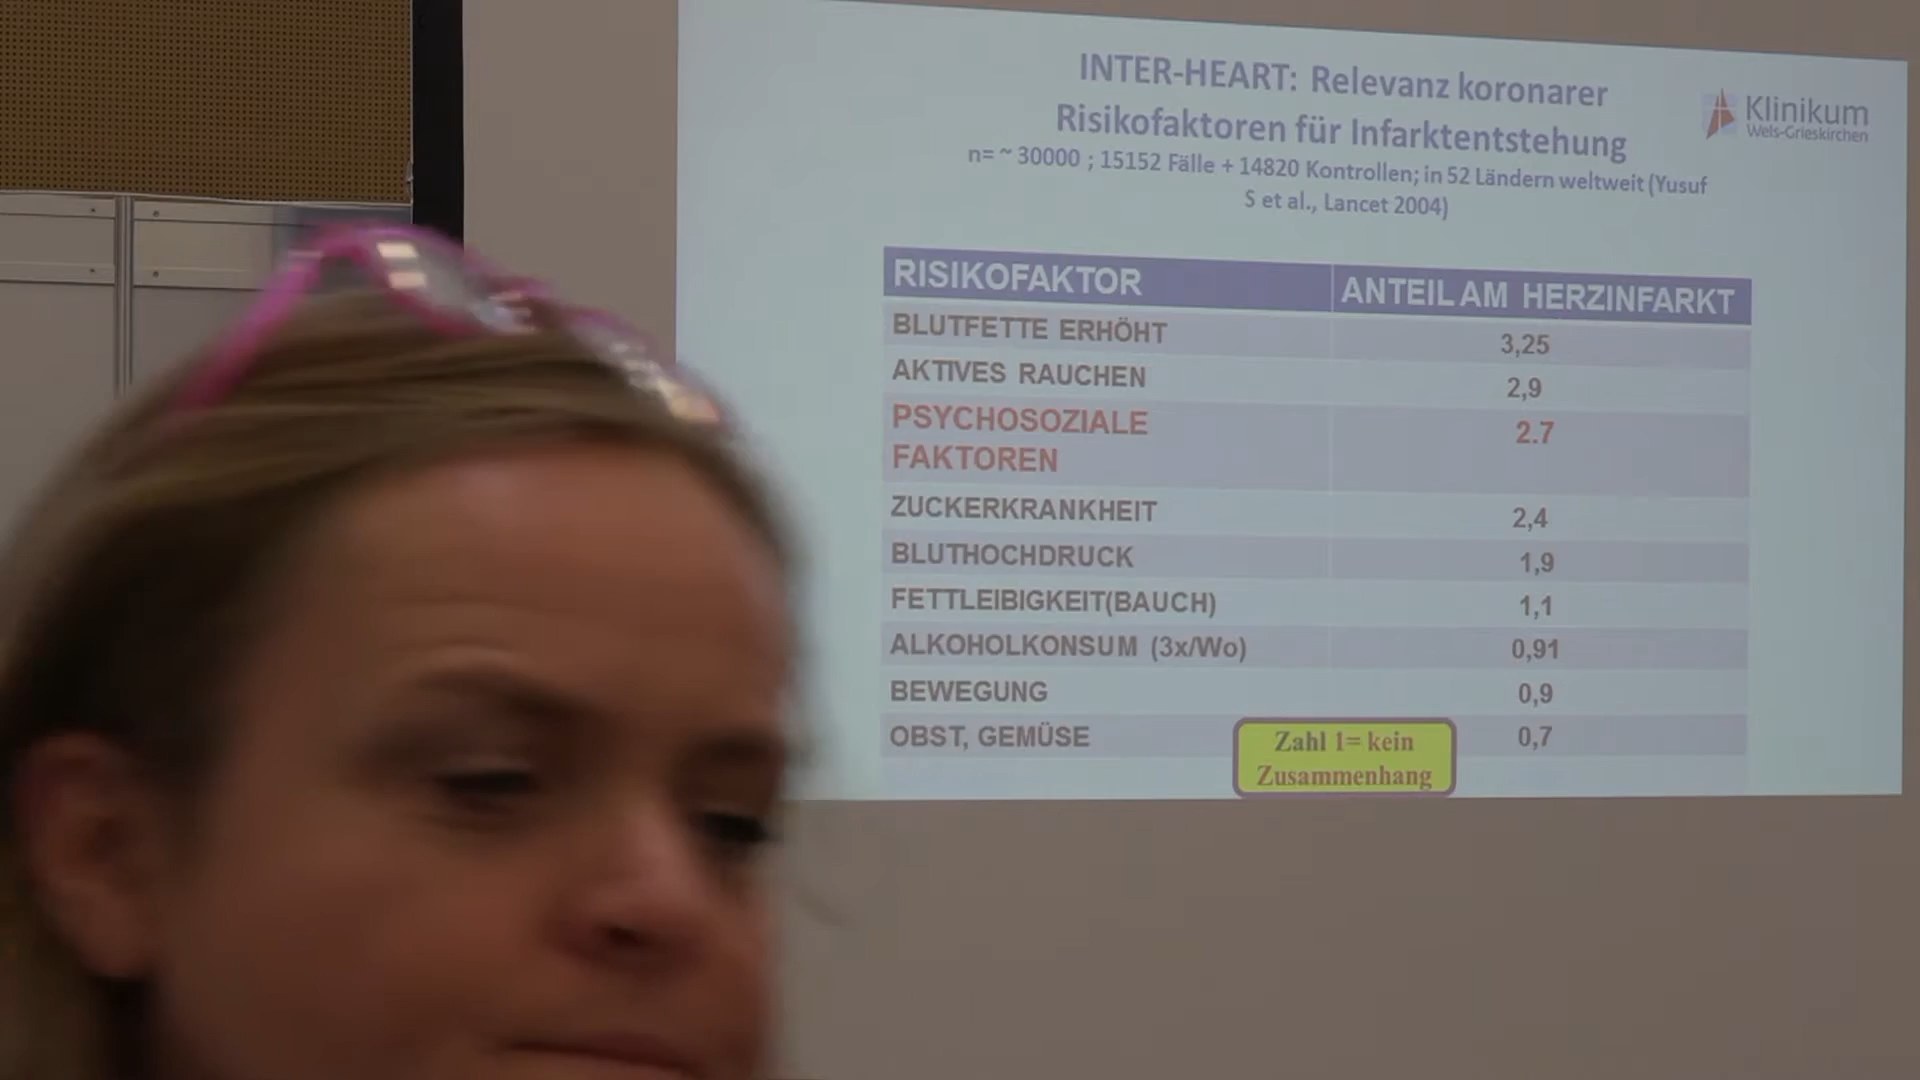 INTER-HEART: Relevanz koronarer
Risikofaktoren für Infarktentstehung
n= ~ 30000 ; 15152 Fälle + 14820 Kontrollen; in 52 Ländern weltweit (Yusuf
S et al., Lancet 2004)
Klinikum
Wels-Grieskirchen
RISIKOFAKTOR ANTEIL AM HERZINFARKT
BLUTFETTE ERHÖHT 3,25
AKTIVES RAUCHEN 2,9
PSYCHOSOZIALE 2.7
FAKTOREN
ZUCKERKRANKHEIT 2,4
BLUTHOCHDRUCK 1,9
FETTLEIBIGKEIT(BAUCH) 1,1
ALKOHOLKONSUM (3x/Wo) 0,91
BEWEGUNG 0,9
OBST, GEMÜSE 0,7
Zahl 1= kein
Zusammenhang